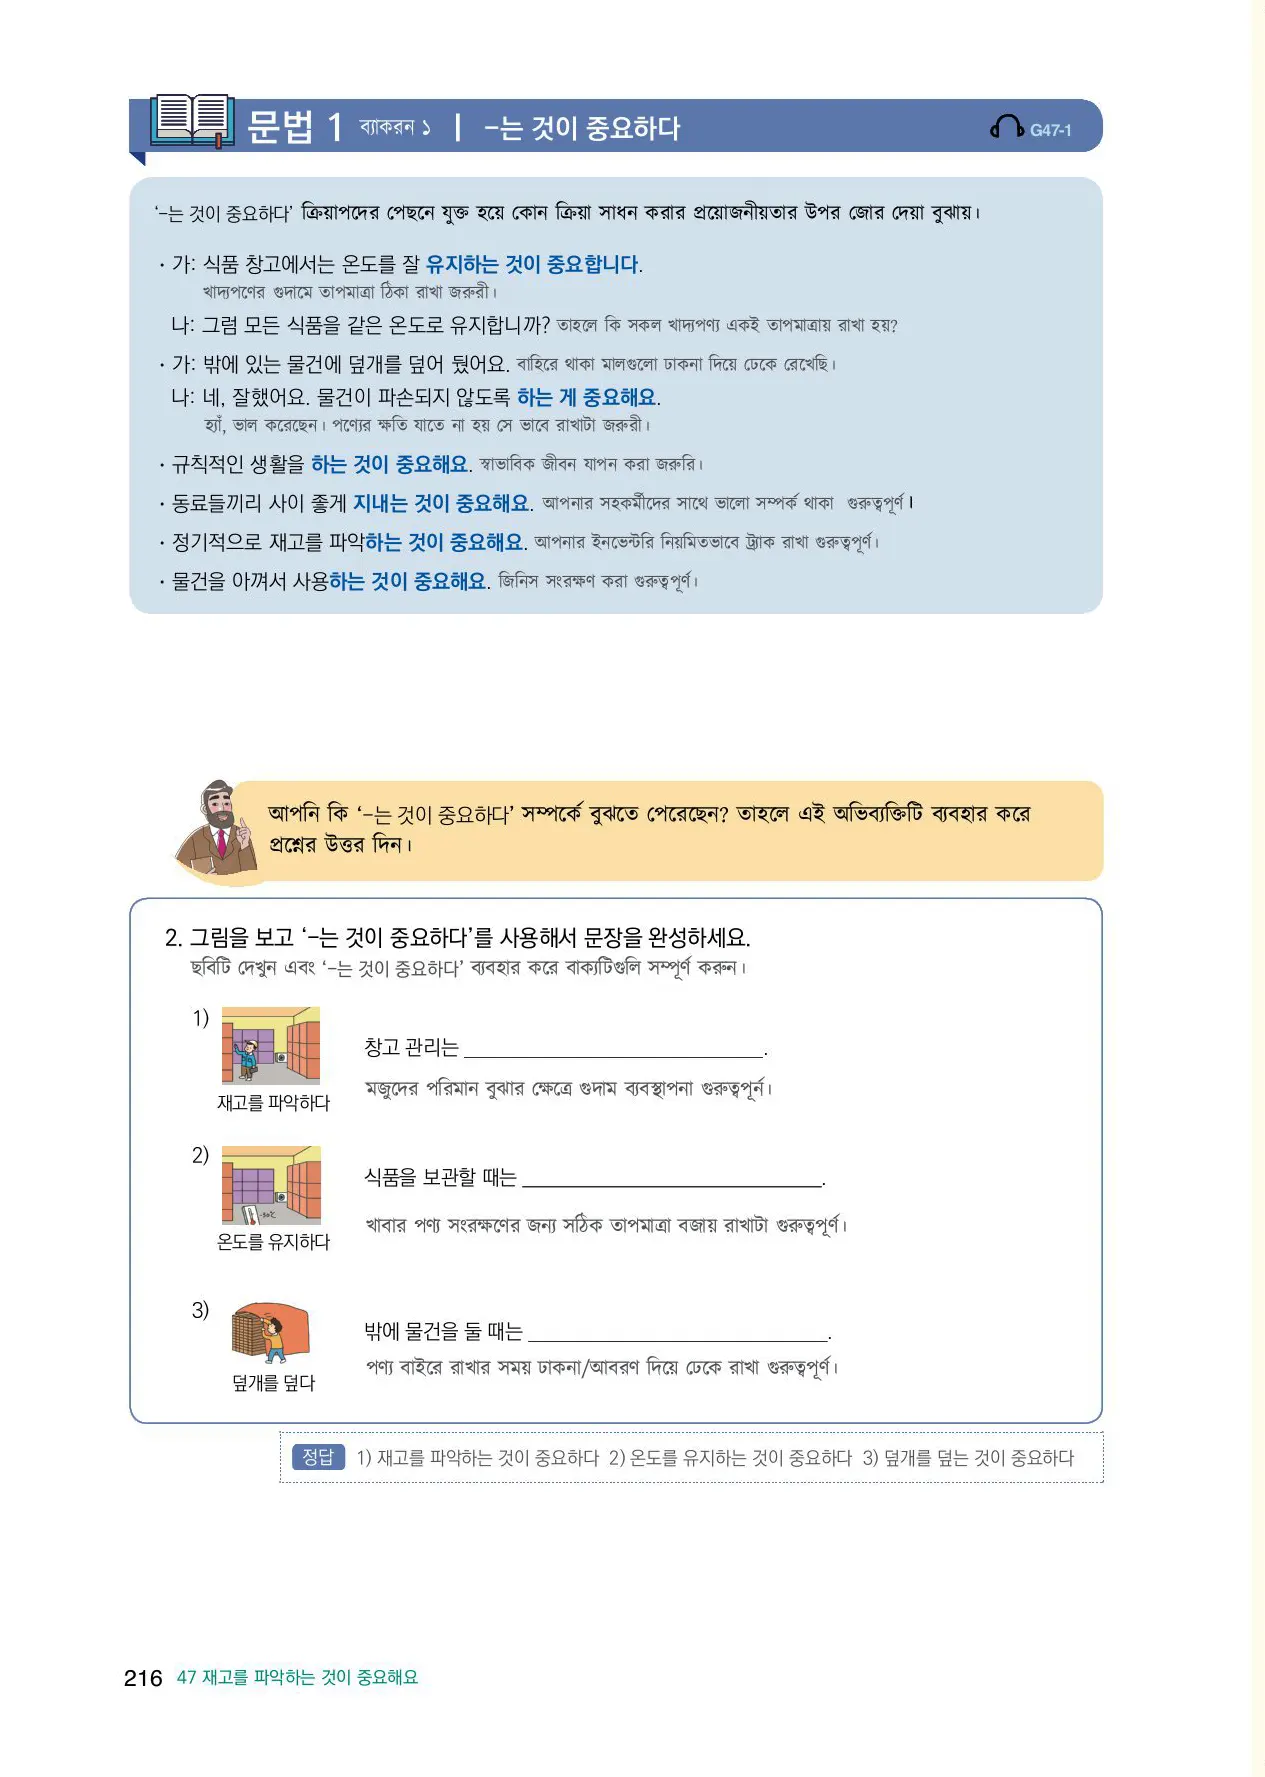 문법 1 ব্যাকরন ১ | -는 것이 중요하다
G47-1
‘-는 것이 중요하다’ ক্রিয়াপদের পেছনে যুক্ত হয়ে কোন ক্রিয়া সাধন করার প্রয়োজনীয়তার উপর জোর দেয়া বুঝায়।
· 가: 식품 창고에서는 온도를 잘 유지하는 것이 중요합니다.
খাদ্যপণের গুদামে তাপমাত্রা ঠিকা রাখা জরুরী।
나: 그럼 모든 식품을 같은 온도로 유지합니까? তাহলে কি সকল খাদ্যপণ্য একই তাপমাত্রায় রাখা হয়?
· 가: 밖에 있는 물건에 덮개를 덮어 뒀어요. বাহিরে থাকা মালগুলো ঢাকনা দিয়ে ঢেকে রেখেছি।
나: 네, 잘했어요. 물건이 파손되지 않도록 하는 게 중요해요.
হ্যাঁ, ভাল করেছেন। পণ্যের ক্ষতি যাতে না হয় সে ভাবে রাখাটা জরুরী।
· 규칙적인 생활을 하는 것이 중요해요. স্বাভাবিক জীবন যাপন করা জরুরি।
· 동료들끼리 사이 좋게 지내는 것이 중요해요. আপনার সহকর্মীদের সাথে ভালো সম্পর্ক থাকা গুরুত্বপূর্ণ।
· 정기적으로 재고를 파악하는 것이 중요해요. আপনার ইনভেন্টরি নিয়মিতভাবে ট্র্যাক রাখা গুরুত্বপূর্ণ।
· 물건을 아껴서 사용하는 것이 중요해요. জিনিস সংরক্ষণ করা গুরুত্বপূর্ণ।
আপনি কি ‘-는 것이 중요하다’ সম্পর্কে বুঝতে পেরেছেন? তাহলে এই অভিব্যক্তিটি ব্যবহার করে
প্রশ্নের উত্তর দিন।
2. 그림을 보고 ‘-는 것이 중요하다’를 사용해서 문장을 완성하세요.
ছবিটি দেখুন এবং ‘-는 것이 중요하다’ ব্যবহার করে বাক্যটিগুলি সম্পূর্ণ করুন।
1)
창고 관리는 ______________________________.
মজুদের পরিমান বুঝার ক্ষেত্রে গুদাম ব্যবস্থাপনা গুরুত্বপূর্ন।
재고를 파악하다
2)
식품을 보관할 때는 ______________________________.
খাবার পণ্য সংরক্ষণের জন্য সঠিক তাপমাত্রা বজায় রাখাটা গুরুত্বপূর্ণ।
온도를 유지하다
3)
밖에 물건을 둘 때는 ______________________________.
পণ্য বাইরে রাখার সময় ঢাকনা/আবরণ দিয়ে ঢেকে রাখা গুরুত্বপূর্ণ।
덮개를 덮다
정답 1) 재고를 파악하는 것이 중요하다 2) 온도를 유지하는 것이 중요하다 3) 덮개를 덮는 것이 중요하다
216 47 재고를 파악하는 것이 중요해요